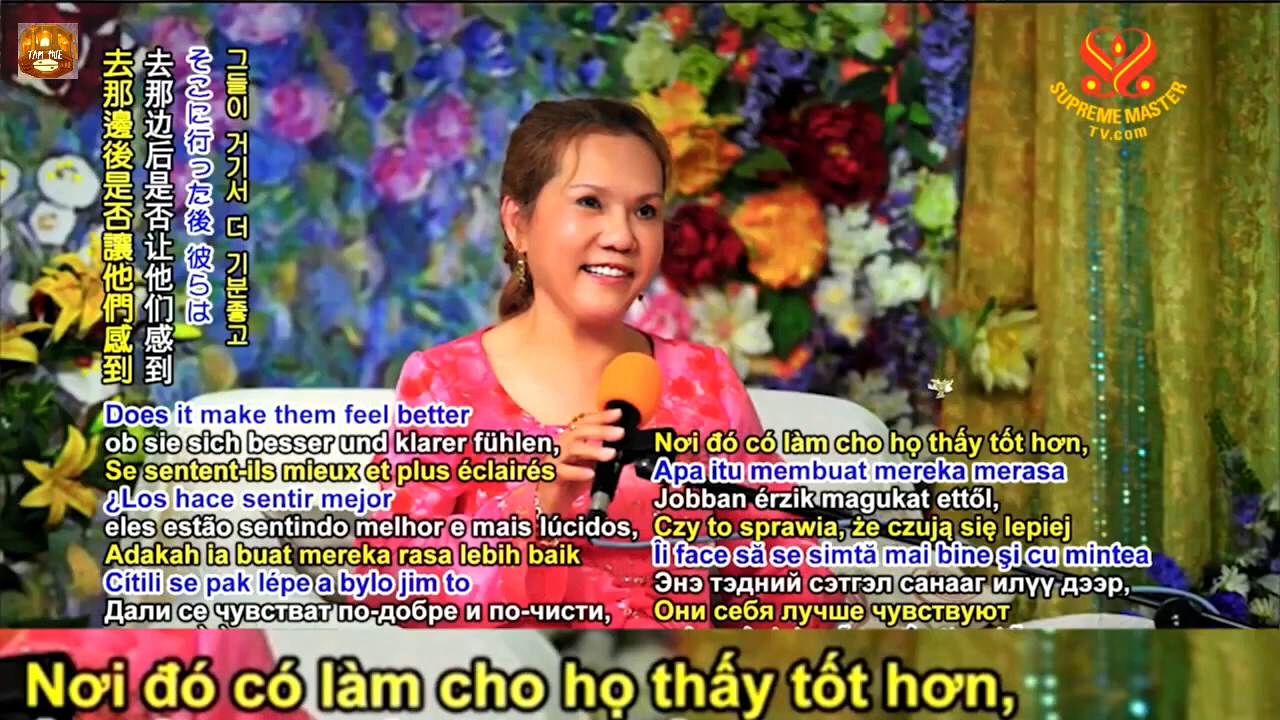 TAM TUE
SUPREME MASTER
TV.com
그들이 거기서 더 기분좋고
そこに行った後 彼らは
去那边后是否让他们感到
去那邊後是否讓他們感到
Does it make them feel better
ob sie sich besser und klarer fühlen,
Se sentent-ils mieux et plus éclairés
¿Los hace sentir mejor
eles estão sentindo melhor e mais lúcidos,
Adakah ia buat mereka rasa lebih baik
Cítili se pak lépe a bylo jim to
Дали се чувстват по-добре и по-чисти,
Nơi đó có làm cho họ thấy tốt hơn,
Apa itu membuat mereka merasa
Jobban érzik magukat ettől,
Czy to sprawia, że czują się lepiej
Îi face să se simtă mai bine şi cu mintea
Энэ тэдний сэтгэл санааг илүү дээр,
Они себя лучше чувствуют
Nơi đó có làm cho họ thấy tốt hơn,